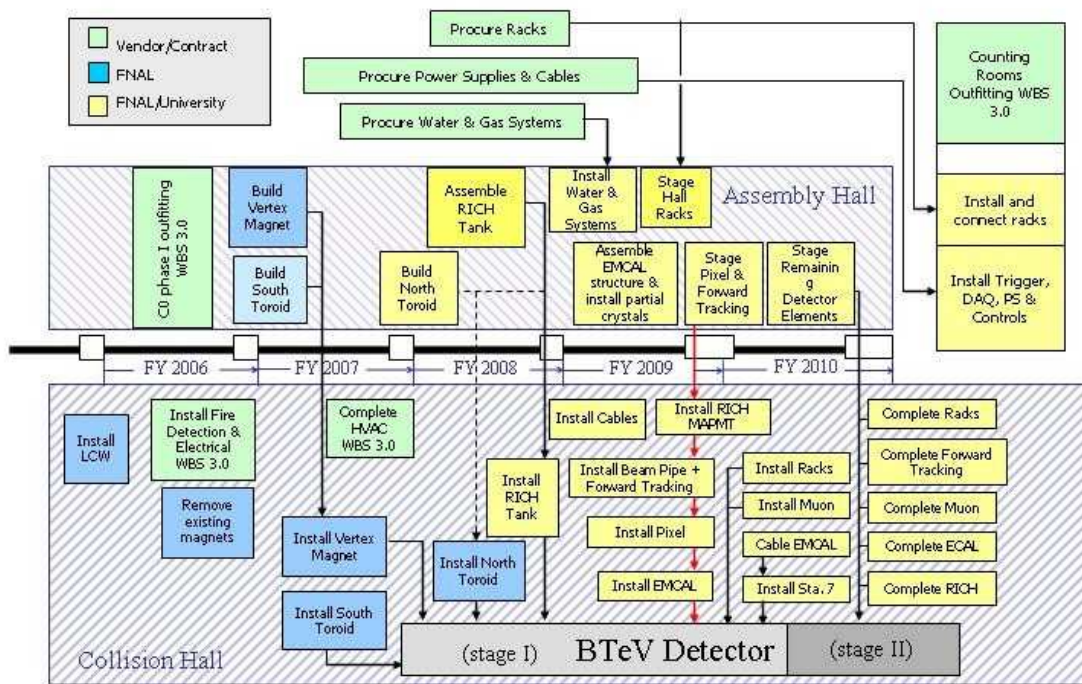 Vendor/Contract
FNAL
FNAL/University
Procure Racks
Procure Power Supplies & Cables
Procure Water & Gas Systems
Counting
Rooms
Outfitting WBS
3.0
Install and
connect racks
Install Trigger,
DAQ, PS &
Controls
Assembly Hall
C0 phase I outfitting
WBS 3.0
Build
Vertex
Magnet
Build
South
Toroid
Assemble
RICH
Tank
Build
North
Toroid
Install
Water &
Gas
Systems
Stage
Hall
Racks
Assemble
EMCAL
structure &
install partial
crystals
Stage
Pixel &
Forward
Tracking
Stage
Remainin
g
Detector
Elements
FY 2006
FY 2007
FY 2008
FY 2009
FY 2010
Install
LCW
Install Fire
Detection &
Electrical
WBS 3.0
Remove
existing
magnets
Complete
HVAC
WBS 3.0
Install Vertex
Magnet
Install South
Toroid
Install North
Toroid
Install
RICH
Tank
Install Cables
Install RICH
MAPMT
Install Beam Pipe +
Forward Tracking
Install Pixel
Install EMCAL
Install Racks
Install Muon
Cable EMCAL
Install Sta. 7
Complete Racks
Complete Forward
Tracking
Complete Muon
Complete ECAL
Complete RICH
(stage I)
BTeV Detector
(stage II)
Collision Hall